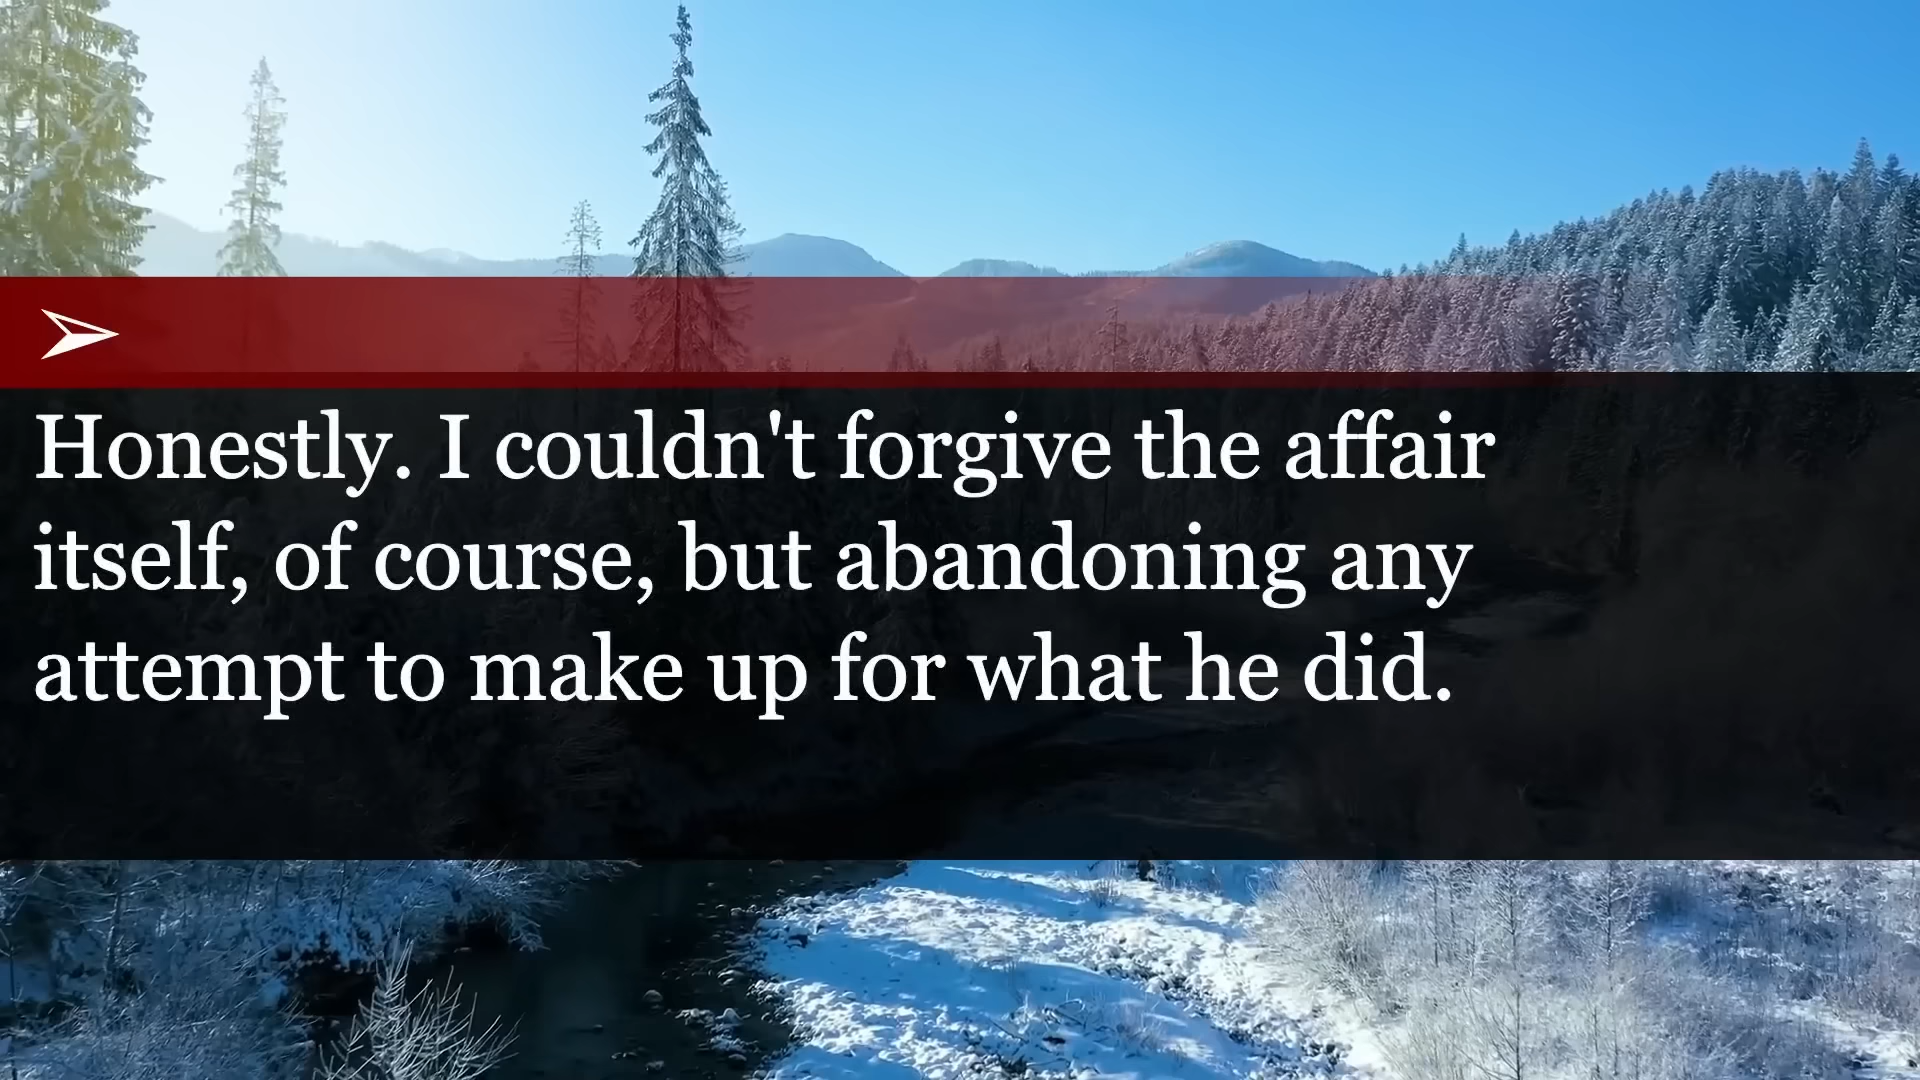 Honestly. I couldn't forgive the affair
itself, of course, but abandoning any
attempt to make up for what he did.